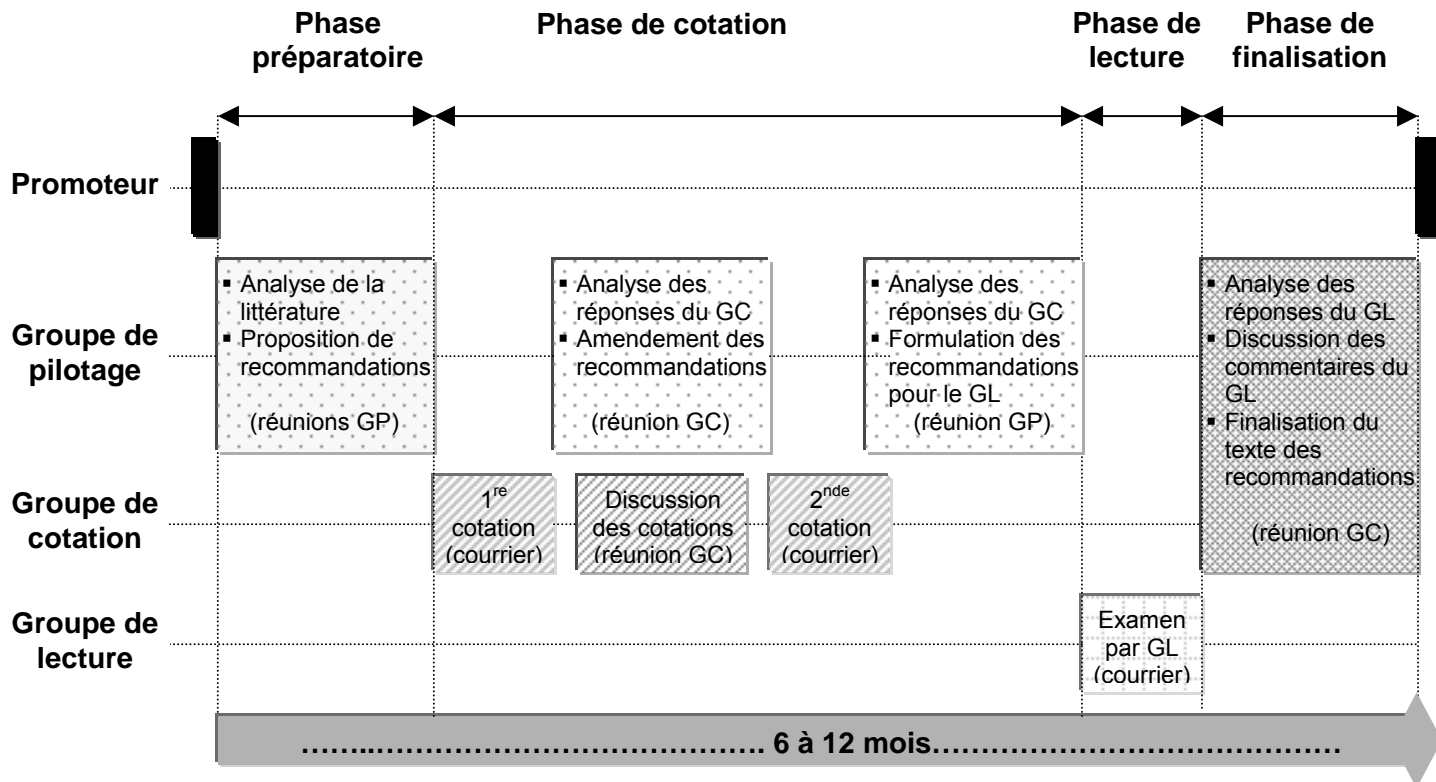 Phase préparatoire
Phase de cotation
Phase de lecture
Phase de finalisation
Promoteur
Groupe de pilotage
▪ Analyse de la
littérature
▪ Proposition de
recommandations
(réunions GP)
▪ Analyse des
réponses du GC
▪ Amendement des
recommandations
(réunion GC)
▪ Analyse des
réponses du GC
▪ Formulation des
recommandations
pour le GL
(réunion GP)
▪ Analyse des
réponses du GL
▪ Discussion des
commentaires du
GL
▪ Finalisation du
texte des
recommandations
(réunion GC)
Groupe de
cotation
1re
cotation
(courrier)
Discussion
des cotations
(réunion GC)
2nde
cotation
(courrier)
Groupe de
lecture
Examen
par GL
(courrier)
……...………………………………….. 6 à 12 mois…………………………………